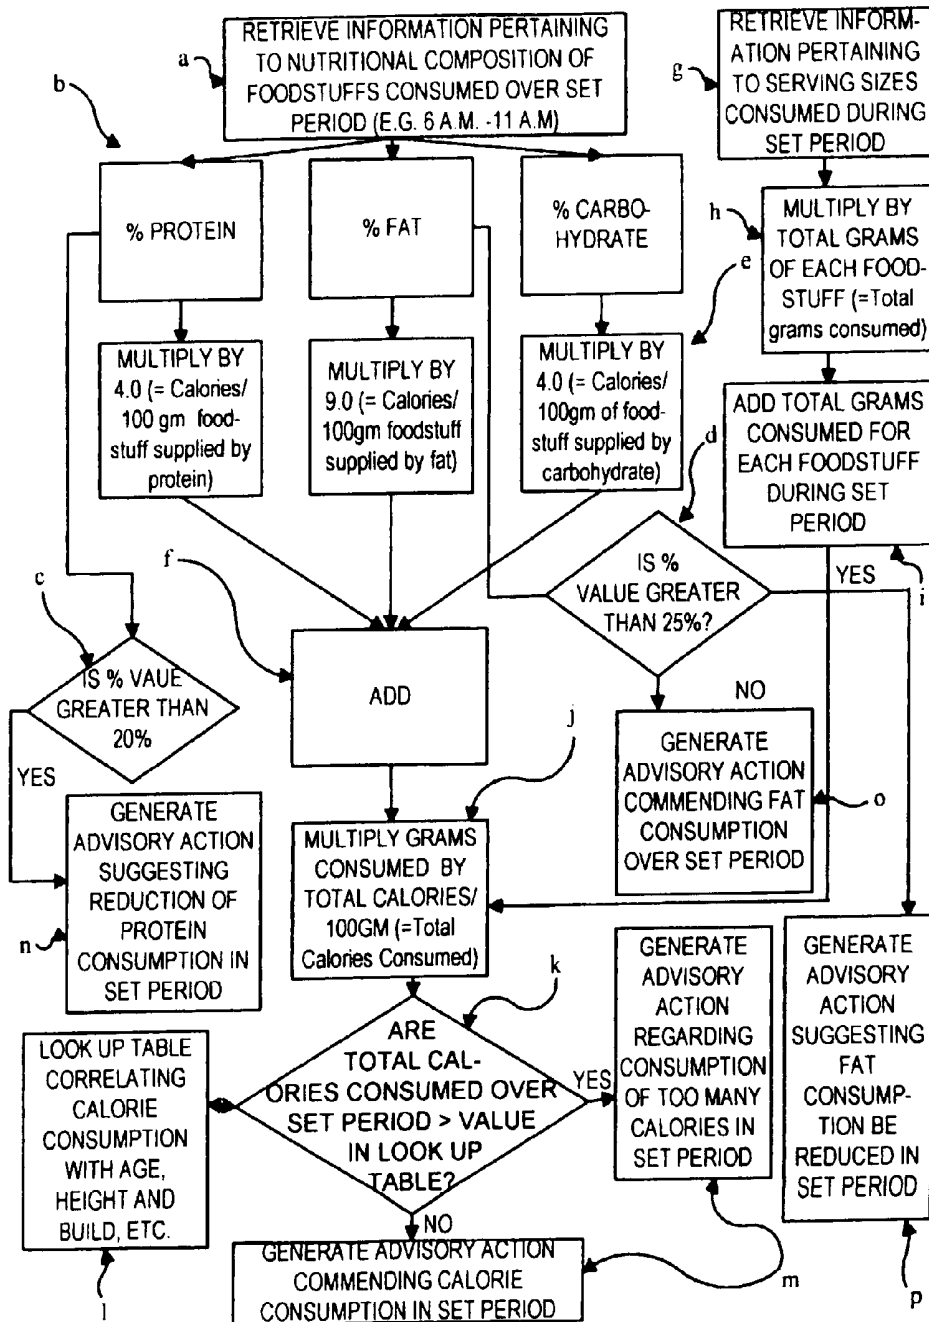 RETRIEVE INFORMATION PERTAINING
TO NUTRITIONAL COMPOSITION OF
FOODSTUFFS CONSUMED OVER SET
PERIOD (E.G. 6 A.M. -11 A.M)
a
RETRIEVE INFORM-
ATION PERTAINING
TO SERVING SIZES
CONSUMED DURING
SET PERIOD
g
b
% PROTEIN
% FAT
% CARBO-
HYDRATE
h
MULTIPLY BY
TOTAL GRAMS
OF EACH FOOD-
STUFF (=Total
grams consumed)
e
MULTIPLY BY
4.0 (= Calories/
100 gm food-
stuff supplied by
protein)
MULTIPLY BY
9.0 (= Calories/
100gm foodstuff
supplied by fat)
MULTIPLY BY
4.0 (= Calories/
100gm of food-
stuff supplied by
carbohydrate)
d
ADD TOTAL GRAMS
CONSUMED FOR
EACH FOODSTUFF
DURING SET
PERIOD
i
c
f
IS %
VALUE GREATER
THAN 25%?
YES
IS % VAUE
GREATER THAN
20%
ADD
NO
j
YES
GENERATE
ADVISORY ACTION
COMMENDING FAT
CONSUMPTION
OVER SET PERIOD
o
GENERATE
ADVISORY ACTION
SUGGESTING
REDUCTION OF
PROTEIN
CONSUMPTION IN
SET PERIOD
n
MULTIPLY GRAMS
CONSUMED BY
TOTAL CALORIES/
100GM (=Total
Calories Consumed)
k
GENERATE
ADVISORY
ACTION
REGARDING
CONSUMPTION
OF TOO MANY
CALORIES IN
SET PERIOD
GENERATE
ADVISORY
ACTION
SUGGESTING
FAT
CONSUMP-
TION BE
REDUCED IN
SET PERIOD
LOOK UP TABLE
CORRELATING
CALORIE
CONSUMPTION
WITH AGE,
HEIGHT AND
BUILD, ETC.
ARE
TOTAL CAL-
ORIES CONSUMED OVER
SET PERIOD > VALUE
IN LOOK UP
TABLE?
YES
NO
GENERATE ADVISORY ACTION
COMMENDING CALORIE
CONSUMPTION IN SET PERIOD
l
m
p